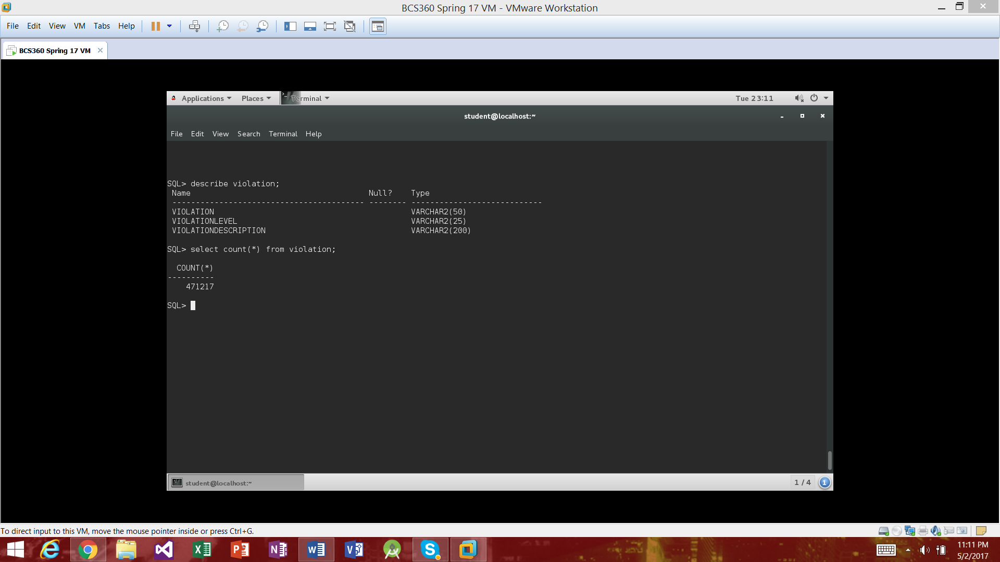 BCS360 Spring 17 VM - VMware Workstation
File Edit View VM Tabs Help
BCS360 Spring 17 VM
Applications Places Terminal Tue 23:11
student@localhost:~
File Edit View Search Terminal Help
SQL> describe violation;
Name Null? Type
----------------------------------------- -------- ----------------------------
VIOLATION VARCHAR2(50)
VIOLATIONLEVEL VARCHAR2(25)
VIOLATIONDESCRIPTION VARCHAR2(200)
SQL> select count(*) from violation;
COUNT(*)
----------
471217
SQL>
student@localhost:~ 1 / 4 1
To direct input to this VM, move the mouse pointer inside or press Ctrl+G.
11:11 PM
5/2/2017